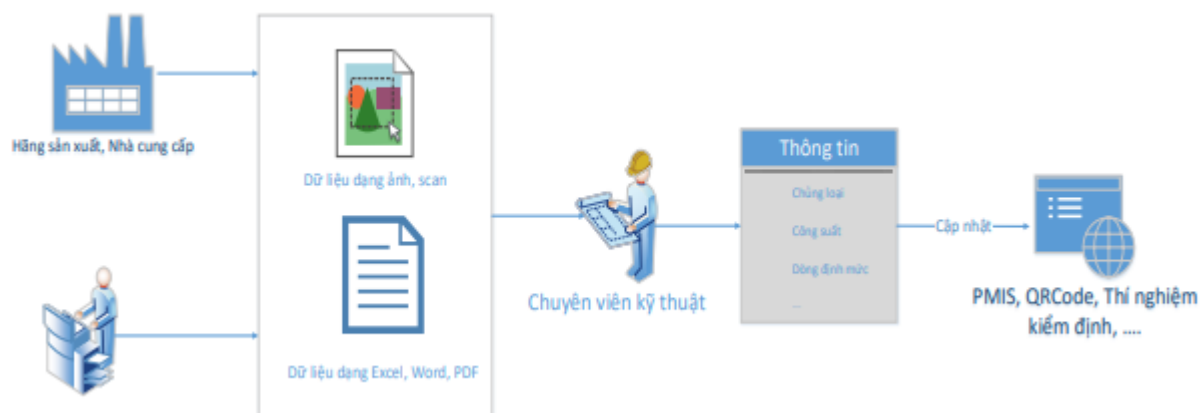 Hãng sản xuất, Nhà cung cấp
Dữ liệu dạng ảnh, scan
Dữ liệu dạng Excel, Word, PDF
Chuyên viên kỹ thuật
Thông tin
Chủng loại
Công suất
Dòng định mức
....
Cập nhật
PMIS, QRCode, Thí nghiệm
kiểm định, ....